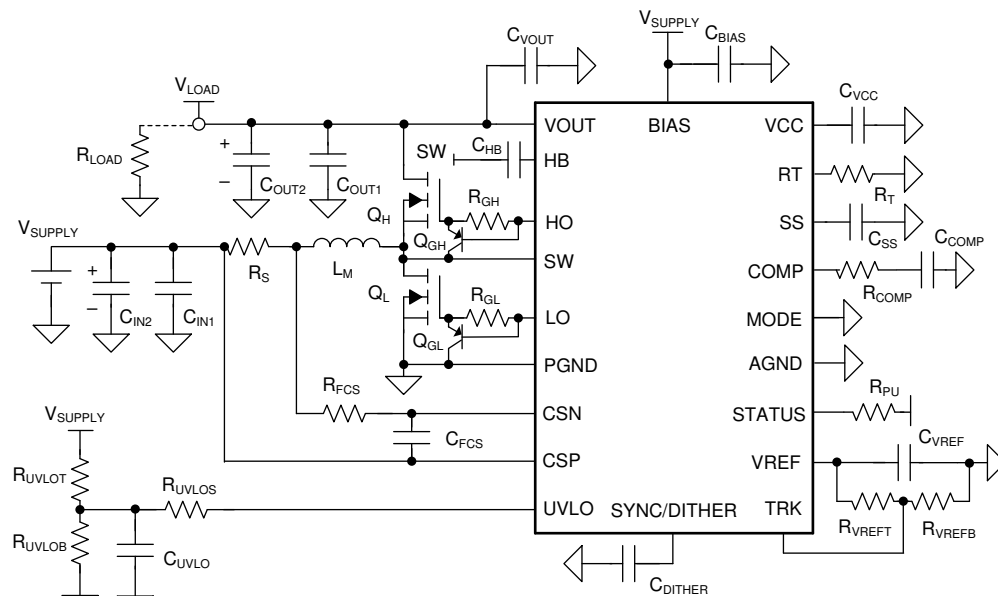 VSUPPLY
CVOUT
CBIAS
VLOAD
RLOAD
+
−
COUT2
COUT1
SW
CHB
VOUT
BIAS
VCC
CVCC
HB
RT
RT
QH
RGH
QGH
HO
SS
CSS
VSUPPLY
RS
LM
SW
COMP
RCOMP
CCOMP
+
−
CIN2
CIN1
QL
RGL
QGL
LO
MODE
PGND
AGND
RFCS
CSN
STATUS
RPU
CFCS
CSP
VREF
CVREF
VSUPPLY
RUVLOT
RUVLOS
UVLO
SYNC/DITHER
TRK
RVREFT
RVREFB
RUVLOB
CUVLO
CDITHER